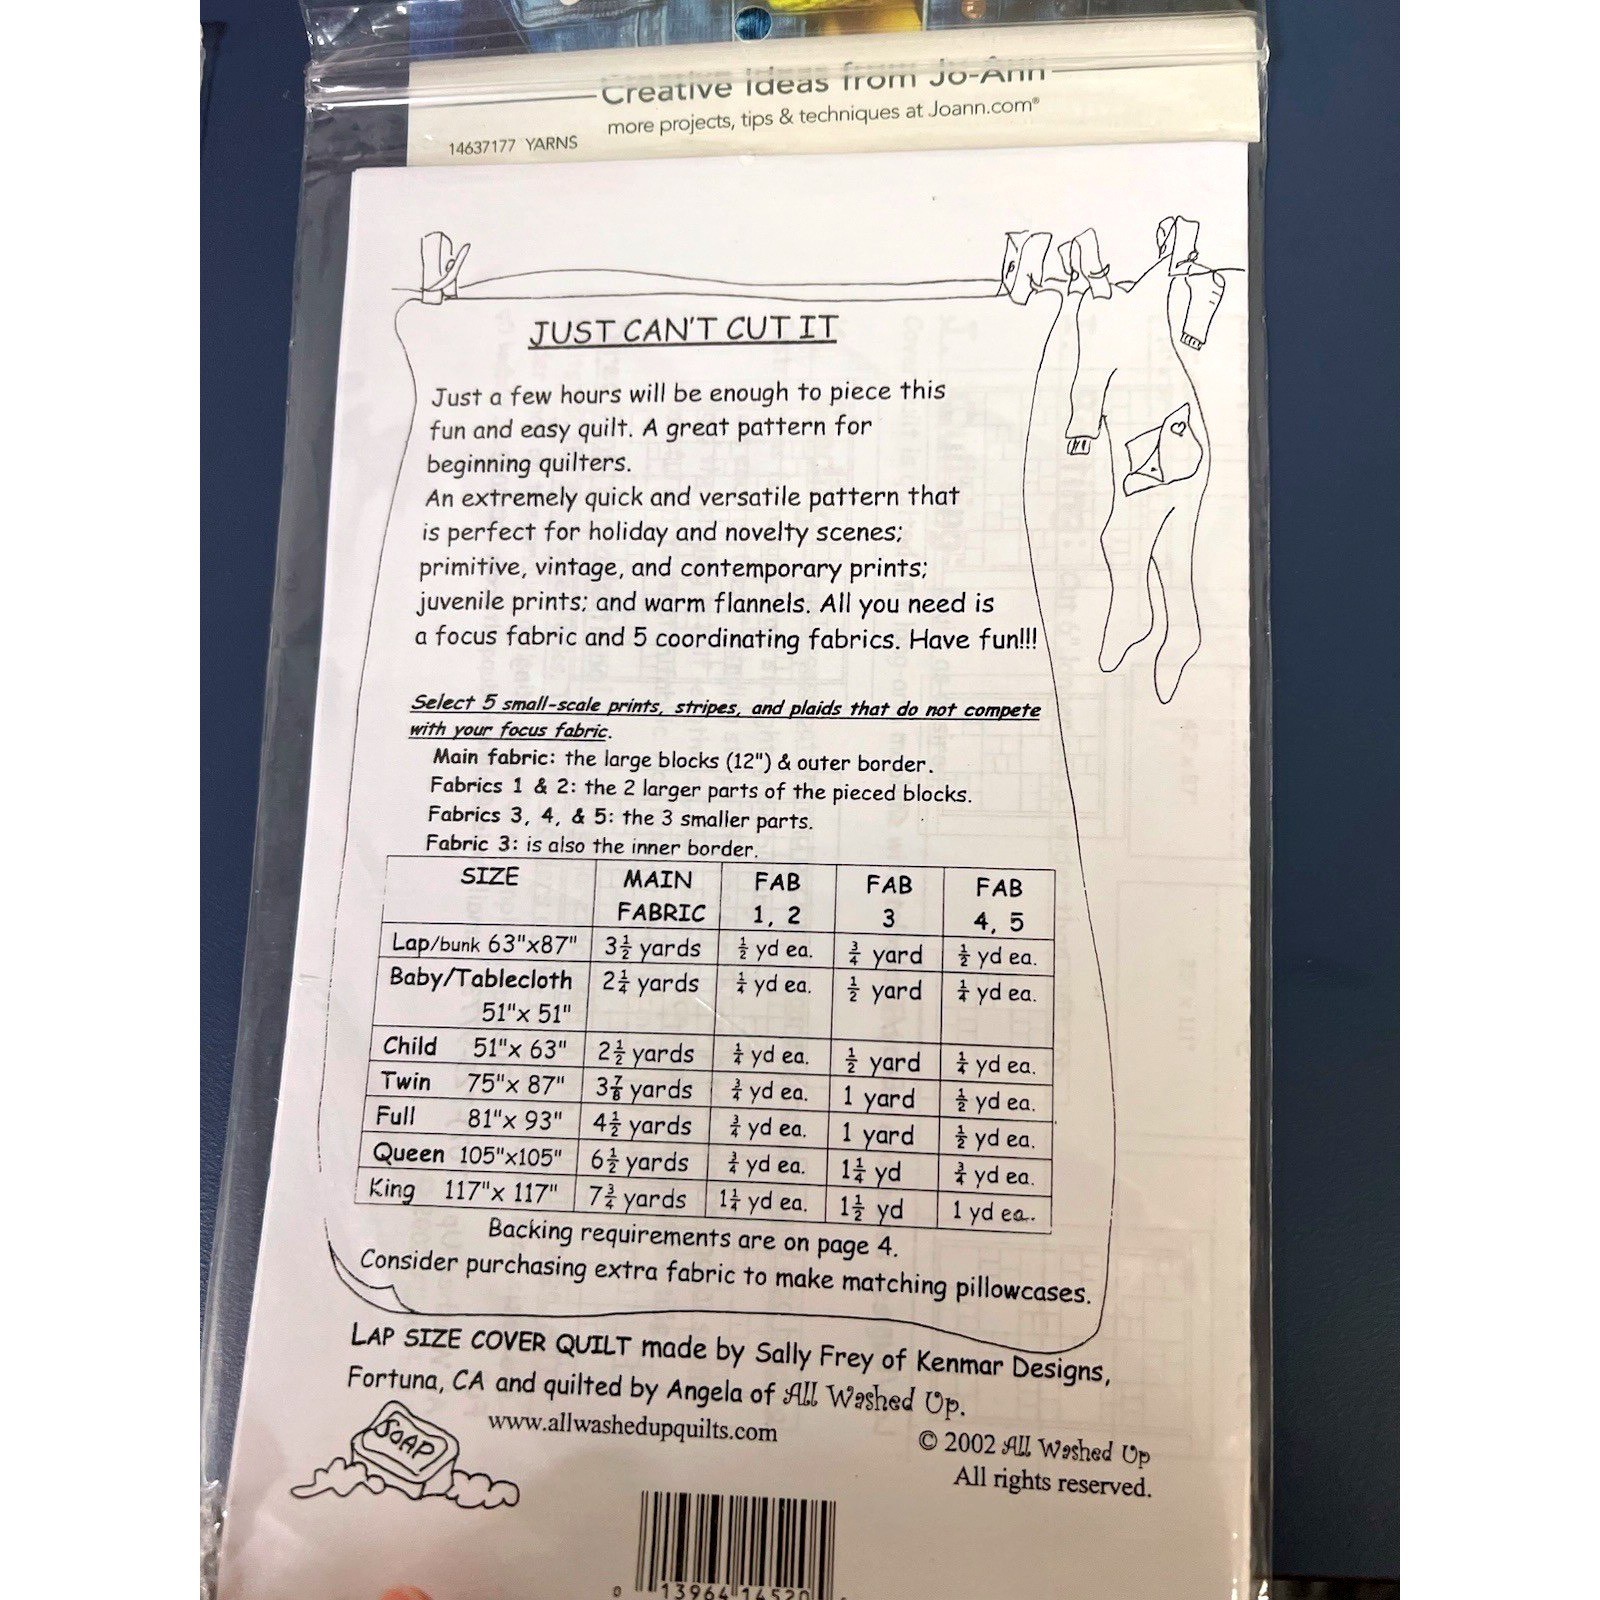 Creative Ideas from Jo-Ann
more projects, tips & techniques at Joann.com®
14637177 YARNS
JUST CAN'T CUT IT
Just a few hours will be enough to piece this
fun and easy quilt. A great pattern for
beginning quilters.
An extremely quick and versatile pattern that
is perfect for holiday and novelty scenes;
primitive, vintage, and contemporary prints;
juvenile prints; and warm flannels. All you need is
a focus fabric and 5 coordinating fabrics. Have fun!!!
Select 5 small-scale prints, stripes, and plaids that do not compete
with your focus fabric.
Main fabric: the large blocks (12") & outer border.
Fabrics 1 & 2: the 2 larger parts of the pieced blocks.
Fabrics 3, 4, & 5: the 3 smaller parts.
Fabric 3: is also the inner border.
SIZE MAIN FAB FAB FAB
FABRIC 1, 2 3 4, 5
Lap/bunk 63"x87" 3½ yards ½ yd ea. ¾ yard ½ yd ea.
Baby/Tablecloth 2¼ yards ¼ yd ea. ½ yard ¼ yd ea.
51"x 51"
Child 51"x 63" 2½ yards ¼ yd ea. ½ yard ¼ yd ea.
Twin 75"x 87" 3⅞ yards ¾ yd ea. 1 yard ½ yd ea.
Full 81"x 93" 4½ yards ¾ yd ea. 1 yard ½ yd ea.
Queen 105"x105" 6½ yards ¾ yd ea. 1¼ yd ¾ yd ea.
King 117"x 117" 7¾ yards 1¼ yd ea. 1½ yd 1 yd ea.
Backing requirements are on page 4.
Consider purchasing extra fabric to make matching pillowcases.
LAP SIZE COVER QUILT made by Sally Frey of Kenmar Designs,
Fortuna, CA and quilted by Angela of All Washed Up.
www.allwashedupquilts.com
SOAP
© 2002 All Washed Up
All rights reserved.
0 13964 14520